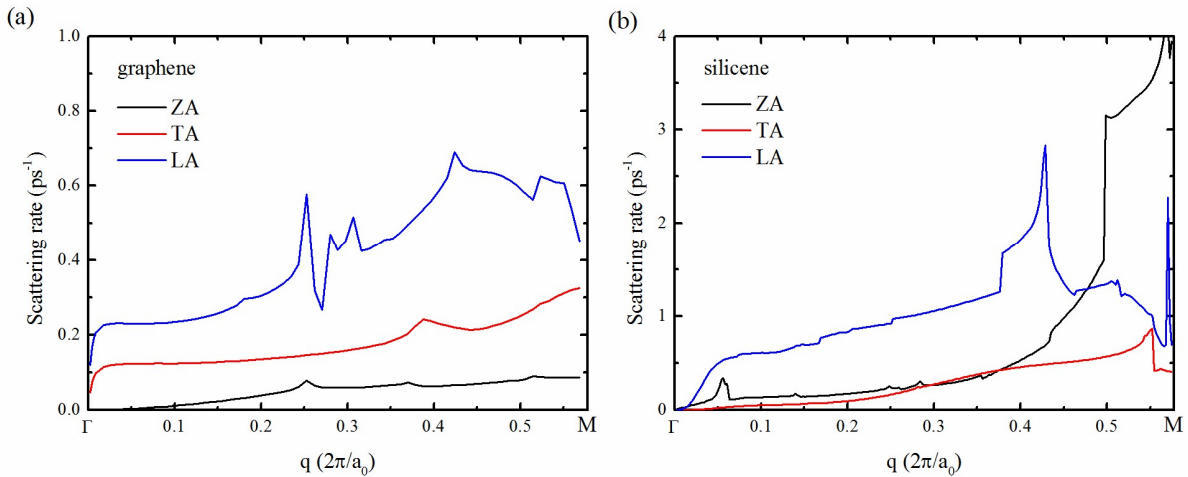 (a)
1.0
0.8
0.6
0.4
0.2
0.0
Scattering rate (ps⁻¹)
graphene
ZA
TA
LA
Γ
0.1
0.2
0.3
0.4
0.5
M
q (2π/a₀)
(b)
4
3
2
1
0
Scattering rate (ps⁻¹)
silicene
ZA
TA
LA
Γ
0.1
0.2
0.3
0.4
0.5
M
q (2π/a₀)